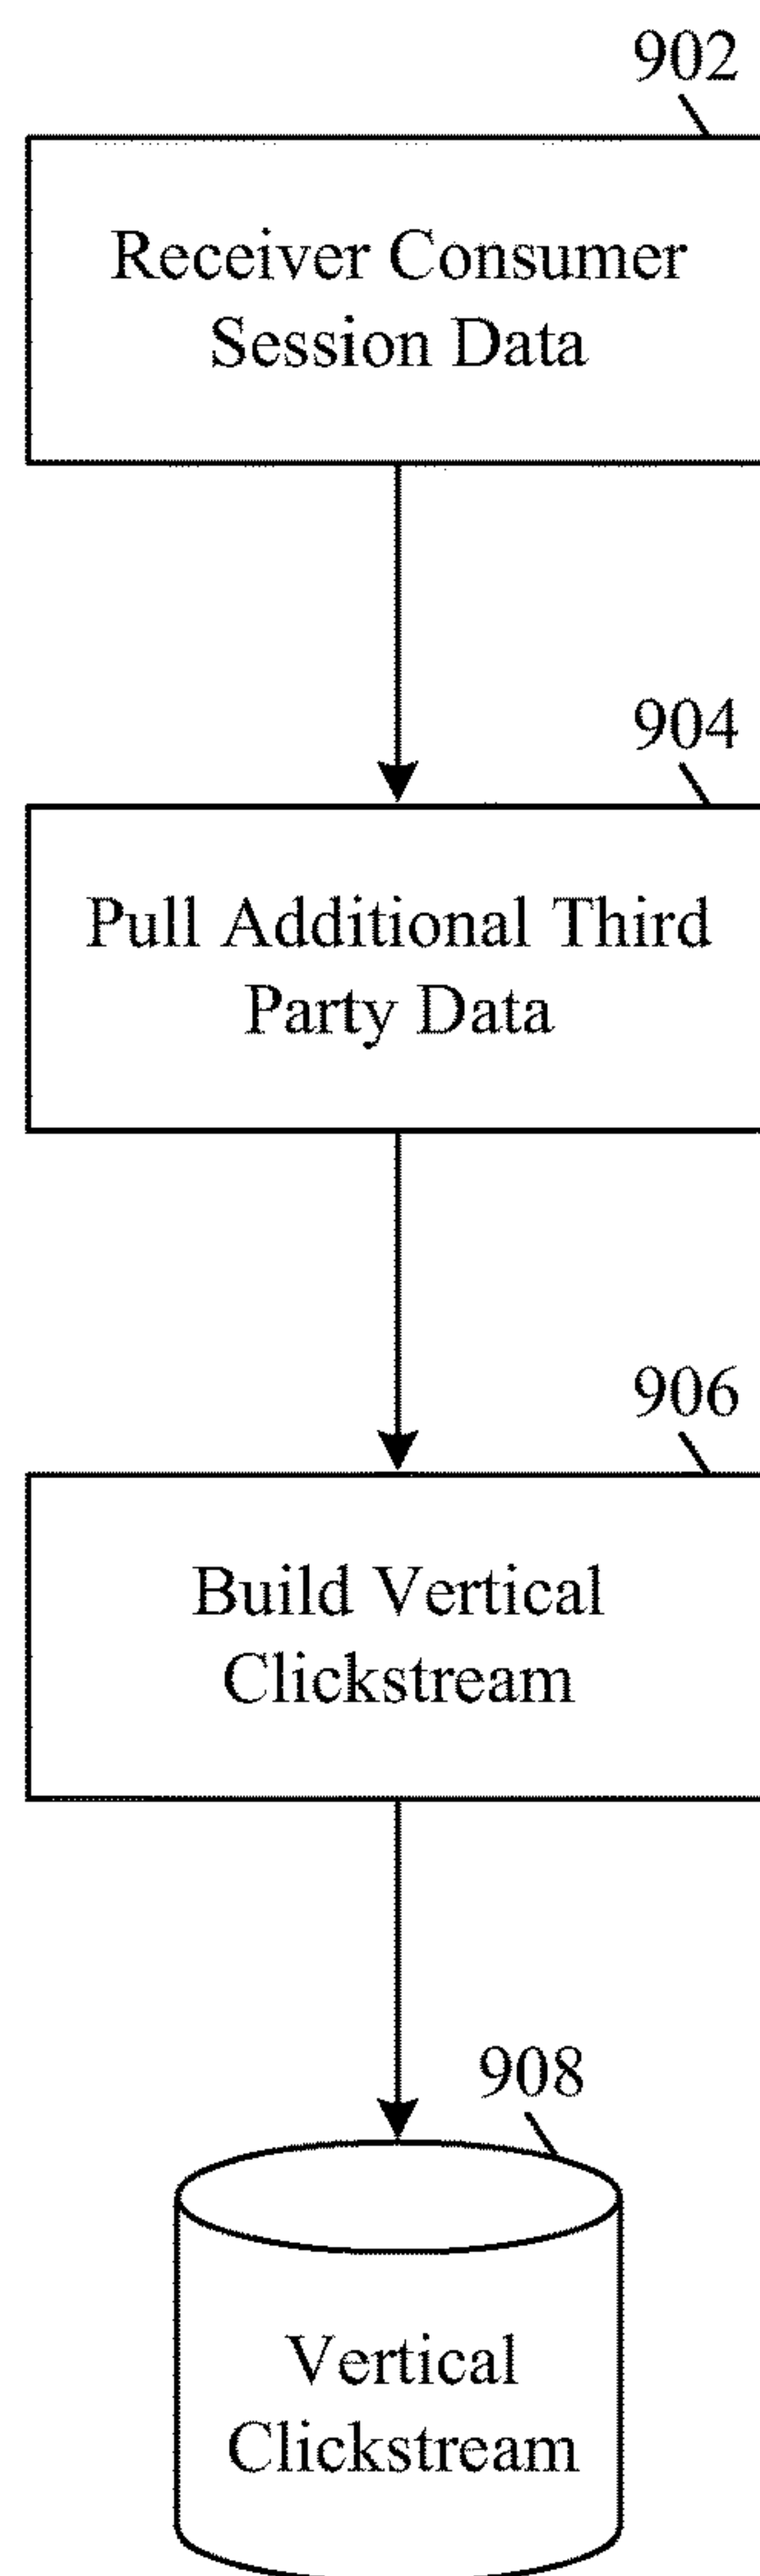 902
Receiver Consumer
Session Data
904
Pull Additional Third
Party Data
906
Build Vertical
Clickstream
908
Vertical
Clickstream